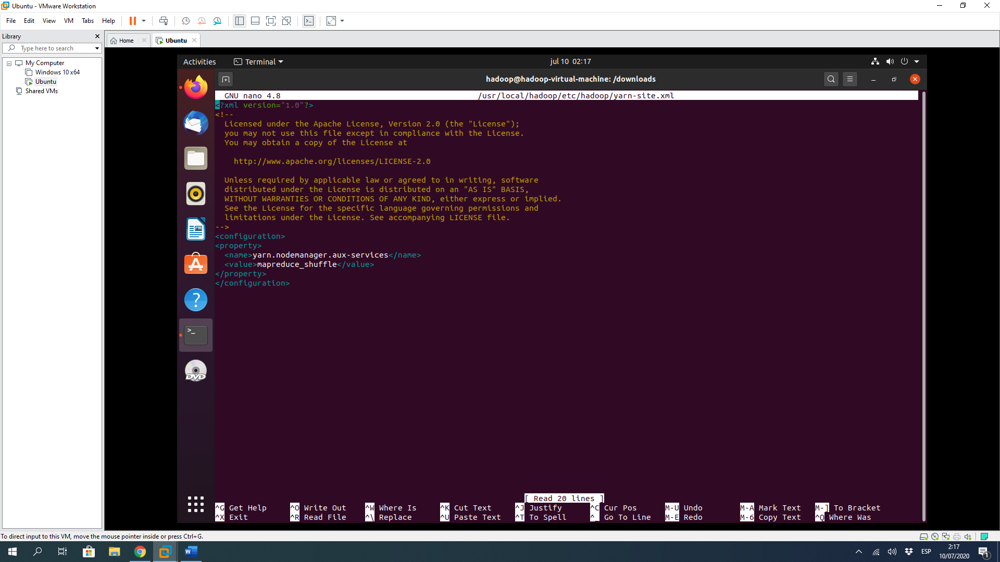 Ubuntu - VMware Workstation
File Edit View VM Tabs Help
Library
Type here to search
My Computer
Windows 10 x64
Ubuntu
Shared VMs
Home
Ubuntu
Activities
Terminal
jul 10 02:17
hadoop@hadoop-virtual-machine: /downloads
GNU nano 4.8 /usr/local/hadoop/etc/hadoop/yarn-site.xml
<?xml version="1.0"?>
<!--
Licensed under the Apache License, Version 2.0 (the "License");
you may not use this file except in compliance with the License.
You may obtain a copy of the License at
http://www.apache.org/licenses/LICENSE-2.0
Unless required by applicable law or agreed to in writing, software
distributed under the License is distributed on an "AS IS" BASIS,
WITHOUT WARRANTIES OR CONDITIONS OF ANY KIND, either express or implied.
See the License for the specific language governing permissions and
limitations under the License. See accompanying LICENSE file.
-->
<configuration>
<property>
<name>yarn.nodemanager.aux-services</name>
<value>mapreduce_shuffle</value>
</property>
</configuration>
DVD
[ Read 20 lines ]
^G Get Help ^O Write Out ^W Where Is ^K Cut Text ^J Justify ^C Cur Pos M-U Undo M-A Mark Text M-] To Bracket
^X Exit ^R Read File ^\ Replace ^U Paste Text ^T To Spell ^_ Go To Line M-E Redo M-6 Copy Text ^Q Where Was
To direct input to this VM, move the mouse pointer inside or press Ctrl+G.
ESP
2:17
10/07/2020
1